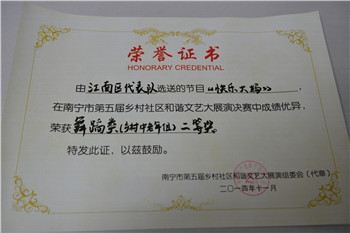 荣誉证书
HONORARY CREDENTIAL
由江南区代表队选送的节目《快乐大妈》,
在南宁市第五届乡村社区和谐文艺大展演决赛中成绩优异,
荣获舞蹈类(乡村中老年组)二等奖
特发此证,以兹鼓励。
南宁市第五届乡村社区和谐文艺大展演组委会(代章)
二〇一四年十一月